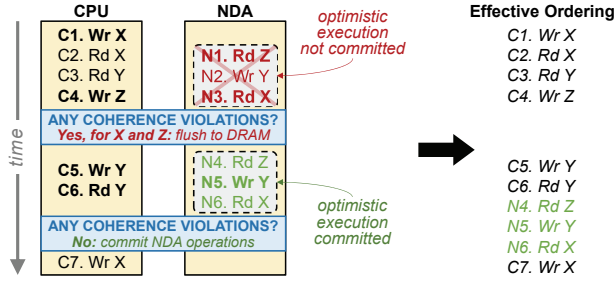 CPU
NDA
Effective Ordering
optimistic
execution
not committed
C1. Wr X
C2. Rd X
C3. Rd Y
C4. Wr Z
N1. Rd Z
N2. Wr Y
N3. Rd X
C1. Wr X
C2. Rd X
C3. Rd Y
C4. Wr Z
time
ANY COHERENCE VIOLATIONS?
Yes, for X and Z: flush to DRAM
C5. Wr Y
C6. Rd Y
N4. Rd Z
N5. Wr Y
N6. Rd X
optimistic
execution
committed
ANY COHERENCE VIOLATIONS?
No: commit NDA operations
C7. Wr X
C5. Wr Y
C6. Rd Y
N4. Rd Z
N5. Wr Y
N6. Rd X
C7. Wr X